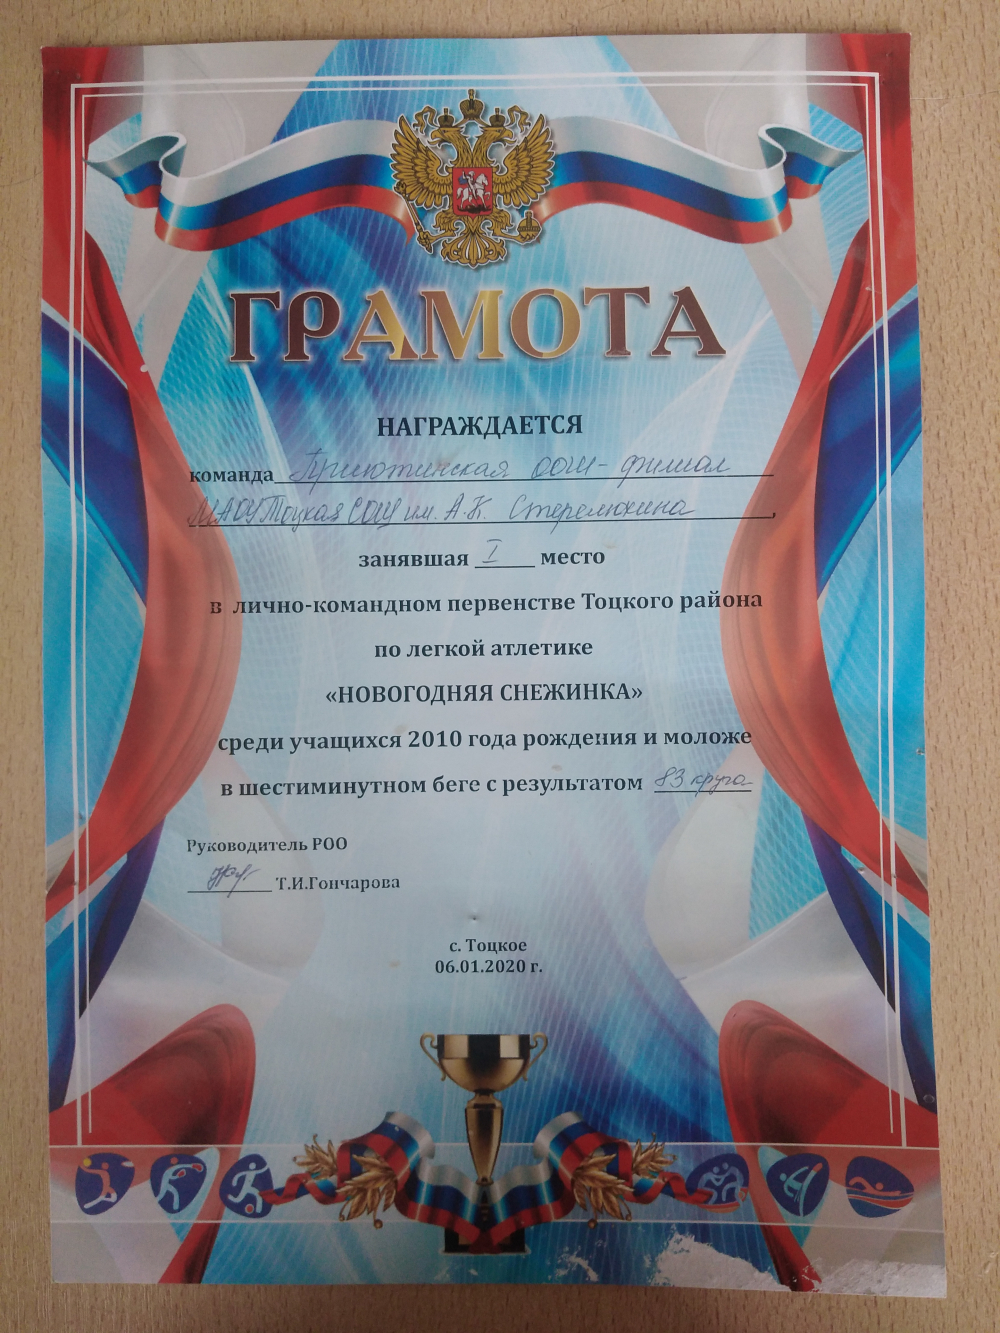 ГРАМОТА
НАГРАЖДАЕТСЯ
команда Приютинская ООШ - филиал
МАОУ Тоцкая СОШ им. А.К. Стерелюхина,
занявшая I место
в лично-командном первенстве Тоцкого района
по легкой атлетике
«НОВОГОДНЯЯ СНЕЖИНКА»
среди учащихся 2010 года рождения и моложе
в шестиминутном беге с результатом 83 круга
Руководитель РОО
Т.И.Гончарова
с. Тоцкое
06.01.2020 г.